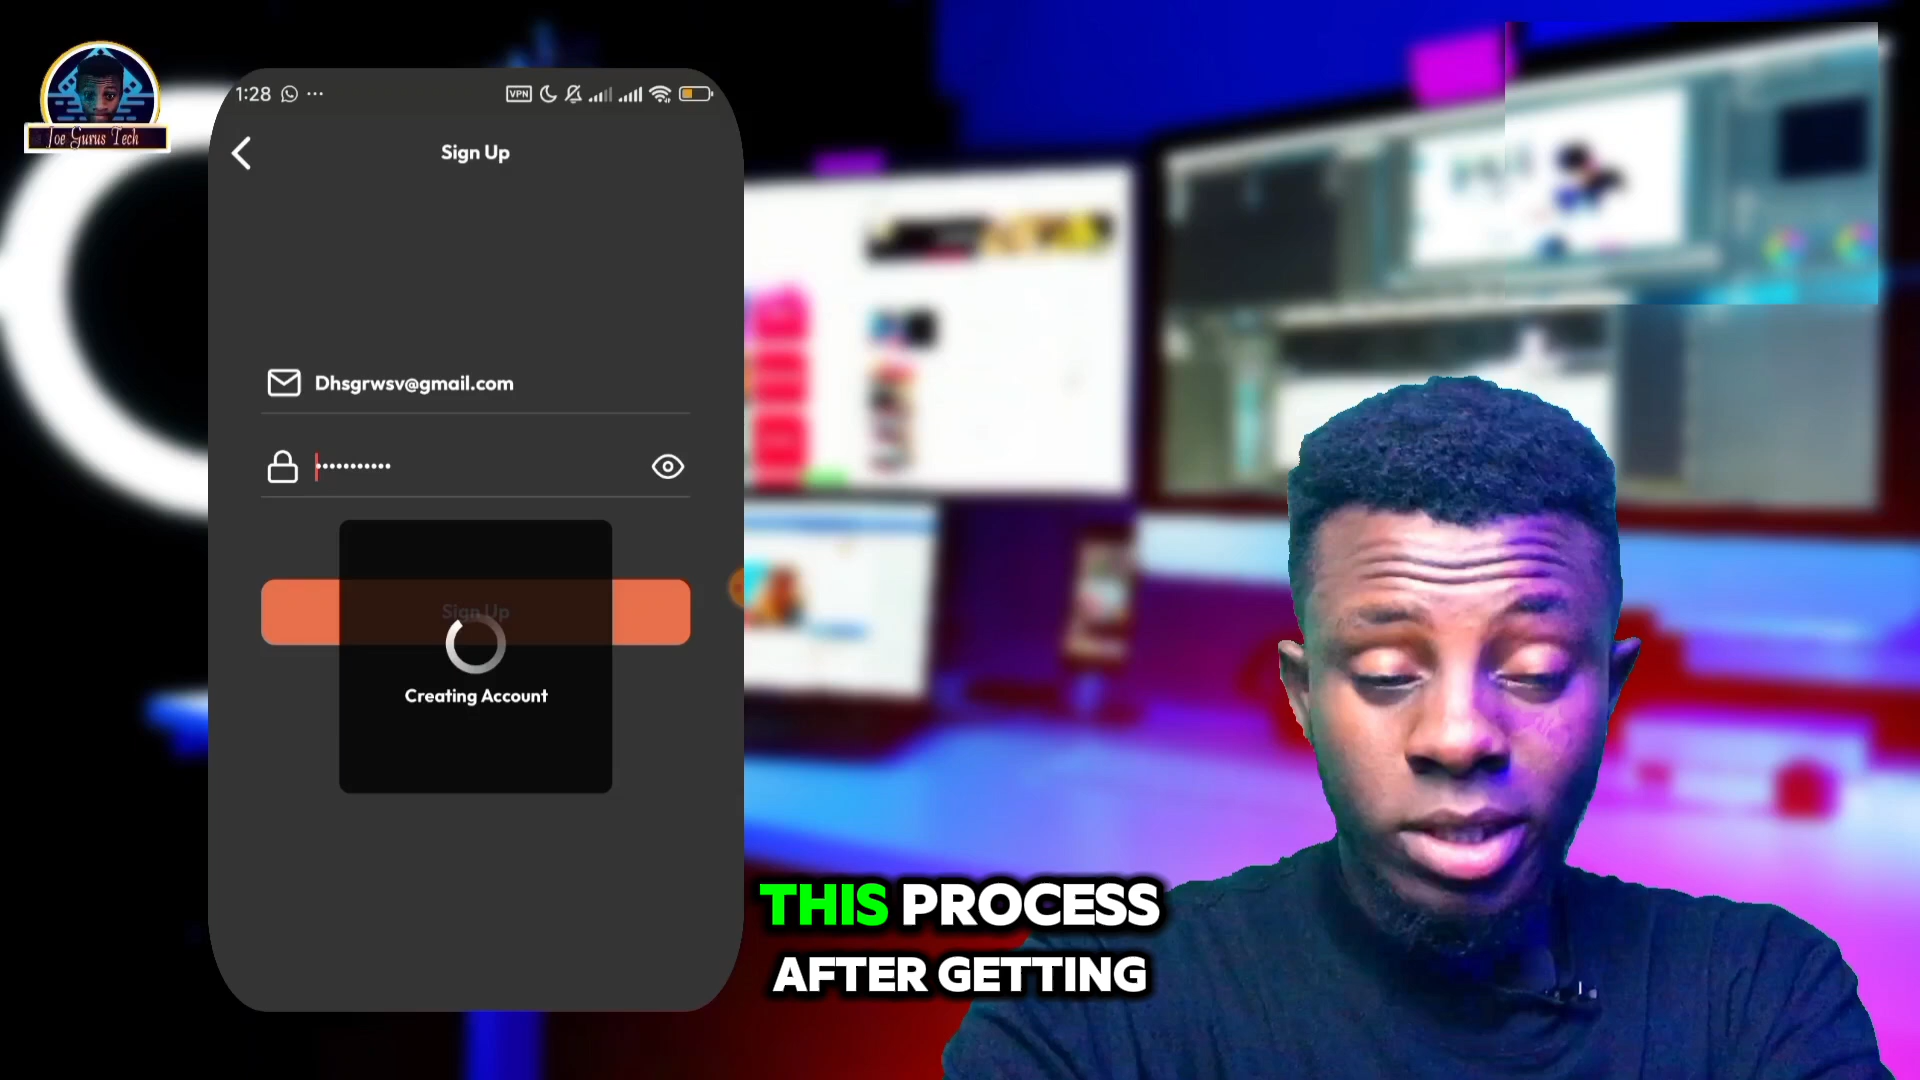 Joe Gurus Tech
1:28
VPN
Sign Up
Dhsgrwsv@gmail.com
Sign Up
Creating Account
THIS PROCESS
AFTER GETTING